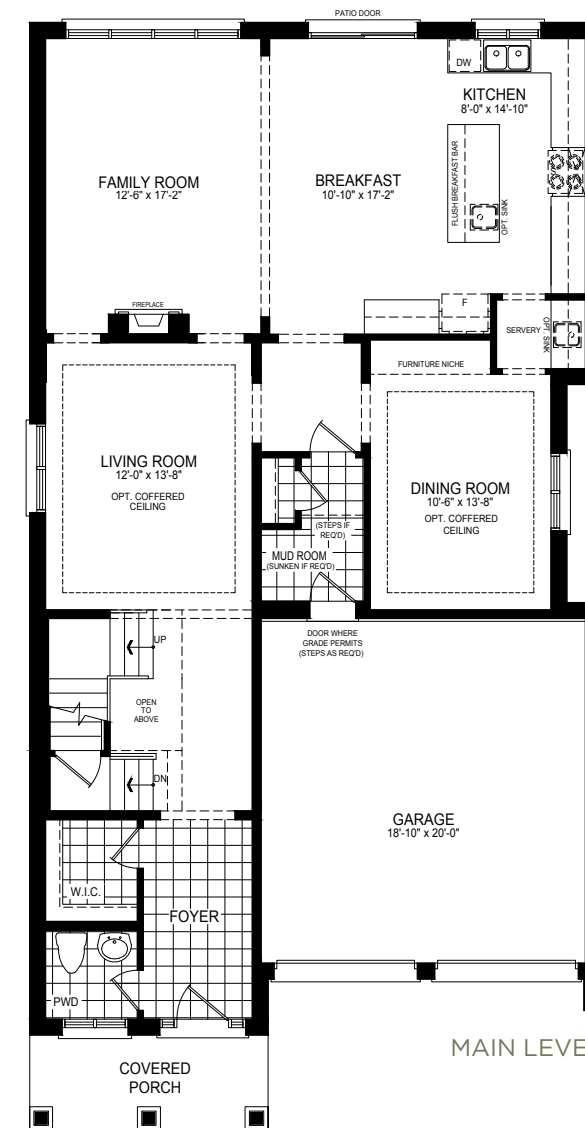 PATIO DOOR
DW
KITCHEN
8'-0" x 14'-10"
FAMILY ROOM
12'-6" x 17'-2"
BREAKFAST
10'-10" x 17'-2"
FLUSH BREAKFAST BAR
OPT. SINK
FIREPLACE
F
SERVERY
OPT. SINK
FURNITURE NICHE
LIVING ROOM
12'-0" x 13'-8"
OPT. COFFERED
CEILING
DINING ROOM
10'-6" x 13'-8"
OPT. COFFERED
CEILING
(STEPS IF
REQ'D)
MUD ROOM
(SUNKEN IF REQ'D)
DOOR WHERE
GRADE PERMITS
(STEPS AS REQ'D)
UP
OPEN
TO
ABOVE
DN
GARAGE
18'-10" x 20'-0"
W.I.C.
FOYER
PWD
MAIN LEVE
COVERED
PORCH